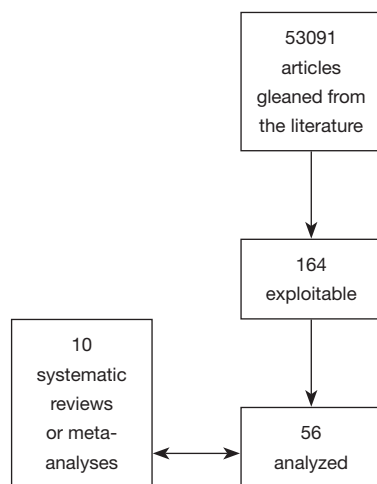 53091
articles
gleaned from
the literature
164
exploitable
10
systematic
reviews
or meta-
analyses
56
analyzed